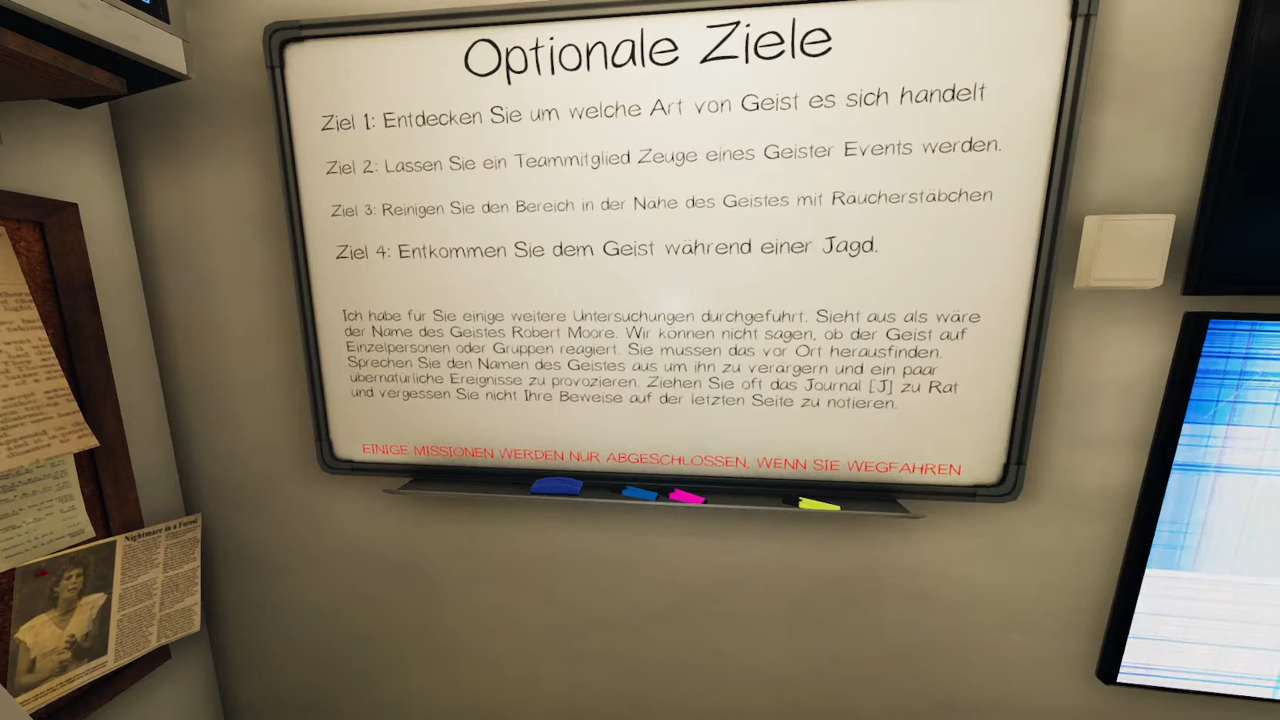 Optionale Ziele
Ziel 1: Entdecken Sie um welche Art von Geist es sich handelt
Ziel 2: Lassen Sie ein Teammitglied Zeuge eines Geister Events werden.
Ziel 3: Reinigen Sie den Bereich in der Nähe des Geistes mit Räucherstäbchen
Ziel 4: Entkommen Sie dem Geist während einer Jagd.
Ich habe für Sie einige weitere Untersuchungen durchgeführt. Sieht aus als wäre
der Name des Geistes Robert Moore. Wir können nicht sagen, ob der Geist auf
Einzelpersonen oder Gruppen reagiert. Sie müssen das vor Ort herausfinden.
Sprechen Sie den Namen des Geistes aus um ihn zu verärgern und ein paar
übernatürliche Ereignisse zu provozieren. Ziehen Sie oft das Journal [J] zu Rat
und vergessen Sie nicht Ihre Beweise auf der letzten Seite zu notieren.
EINIGE MISSIONEN WERDEN NUR ABGESCHLOSSEN, WENN SIE WEGFAHREN
Nightmare in a Forest